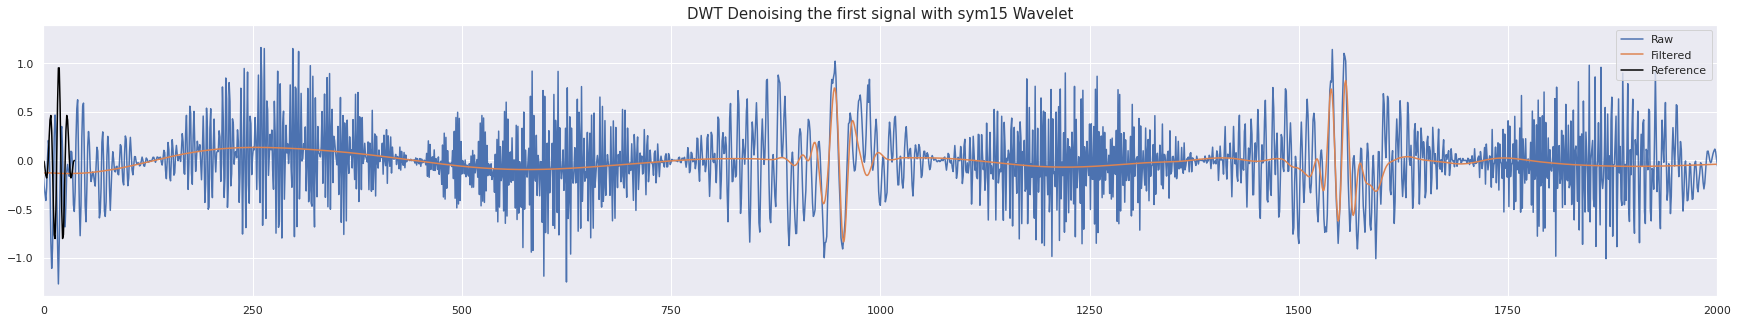 DWT Denoising the first signal with sym15 Wavelet
Raw
Filtered
Reference
1.0
0.5
0.0
−0.5
−1.0
0 250 500 750 1000 1250 1500 1750 2000